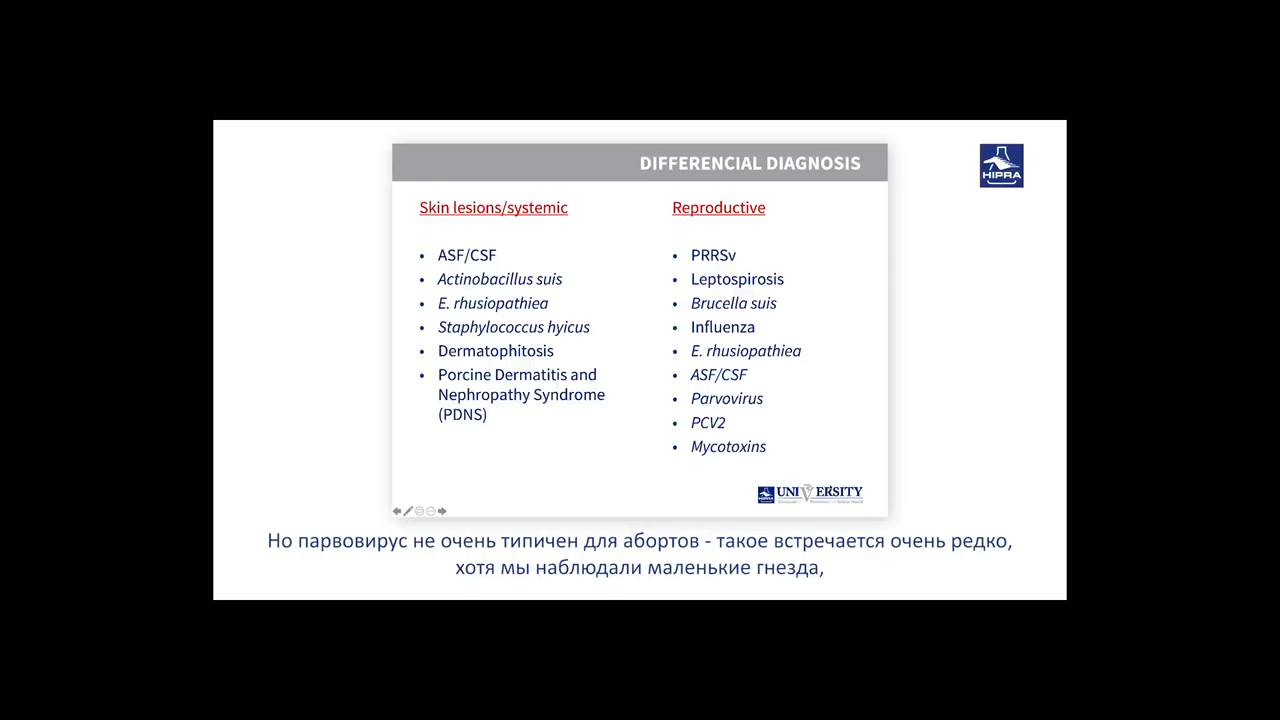 DIFFERENCIAL DIAGNOSIS
HIPRA
Skin lesions/systemic
• ASF/CSF
• Actinobacillus suis
• E. rhusiopathiea
• Staphylococcus hyicus
• Dermatophitosis
• Porcine Dermatitis and
Nephropathy Syndrome
(PDNS)
Reproductive
• PRRSv
• Leptospirosis
• Brucella suis
• Influenza
• E. rhusiopathiea
• ASF/CSF
• Parvovirus
• PCV2
• Mycotoxins
UNIVERSITY
Но парвовирус не очень типичен для абортов - такое встречается очень редко,
хотя мы наблюдали маленькие гнезда,